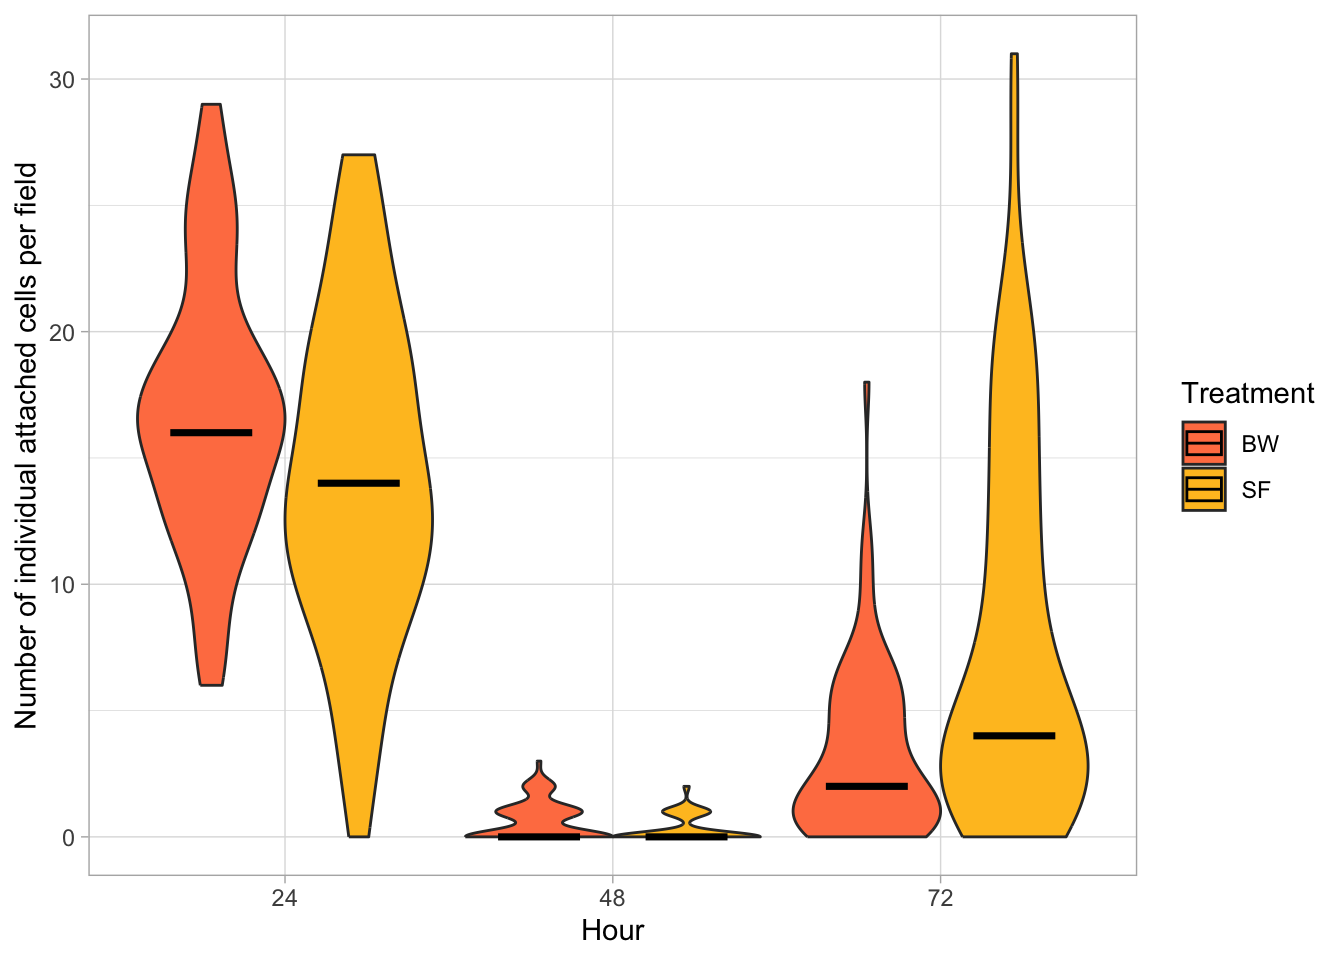 Number of individual attached cells per field
30
20
10
0
24
48
72
Hour
Treatment
BW
SF